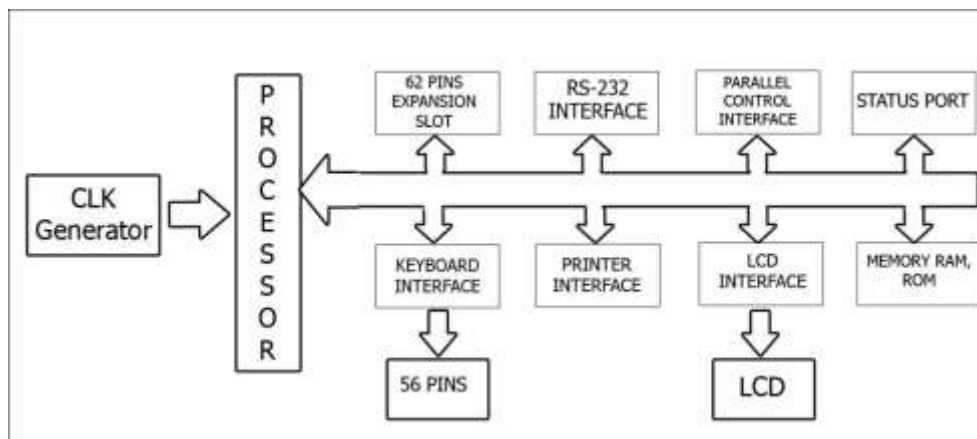 CLK
Generator
P
R
O
C
E
S
S
O
R
62 PINS
EXPANSION
SLOT
RS-232
INTERFACE
PARALLEL
CONTROL
INTERFACE
STATUS PORT
KEYBOARD
INTERFACE
PRINTER
INTERFACE
LCD
INTERFACE
MEMORY RAM,
ROM
56 PINS
LCD